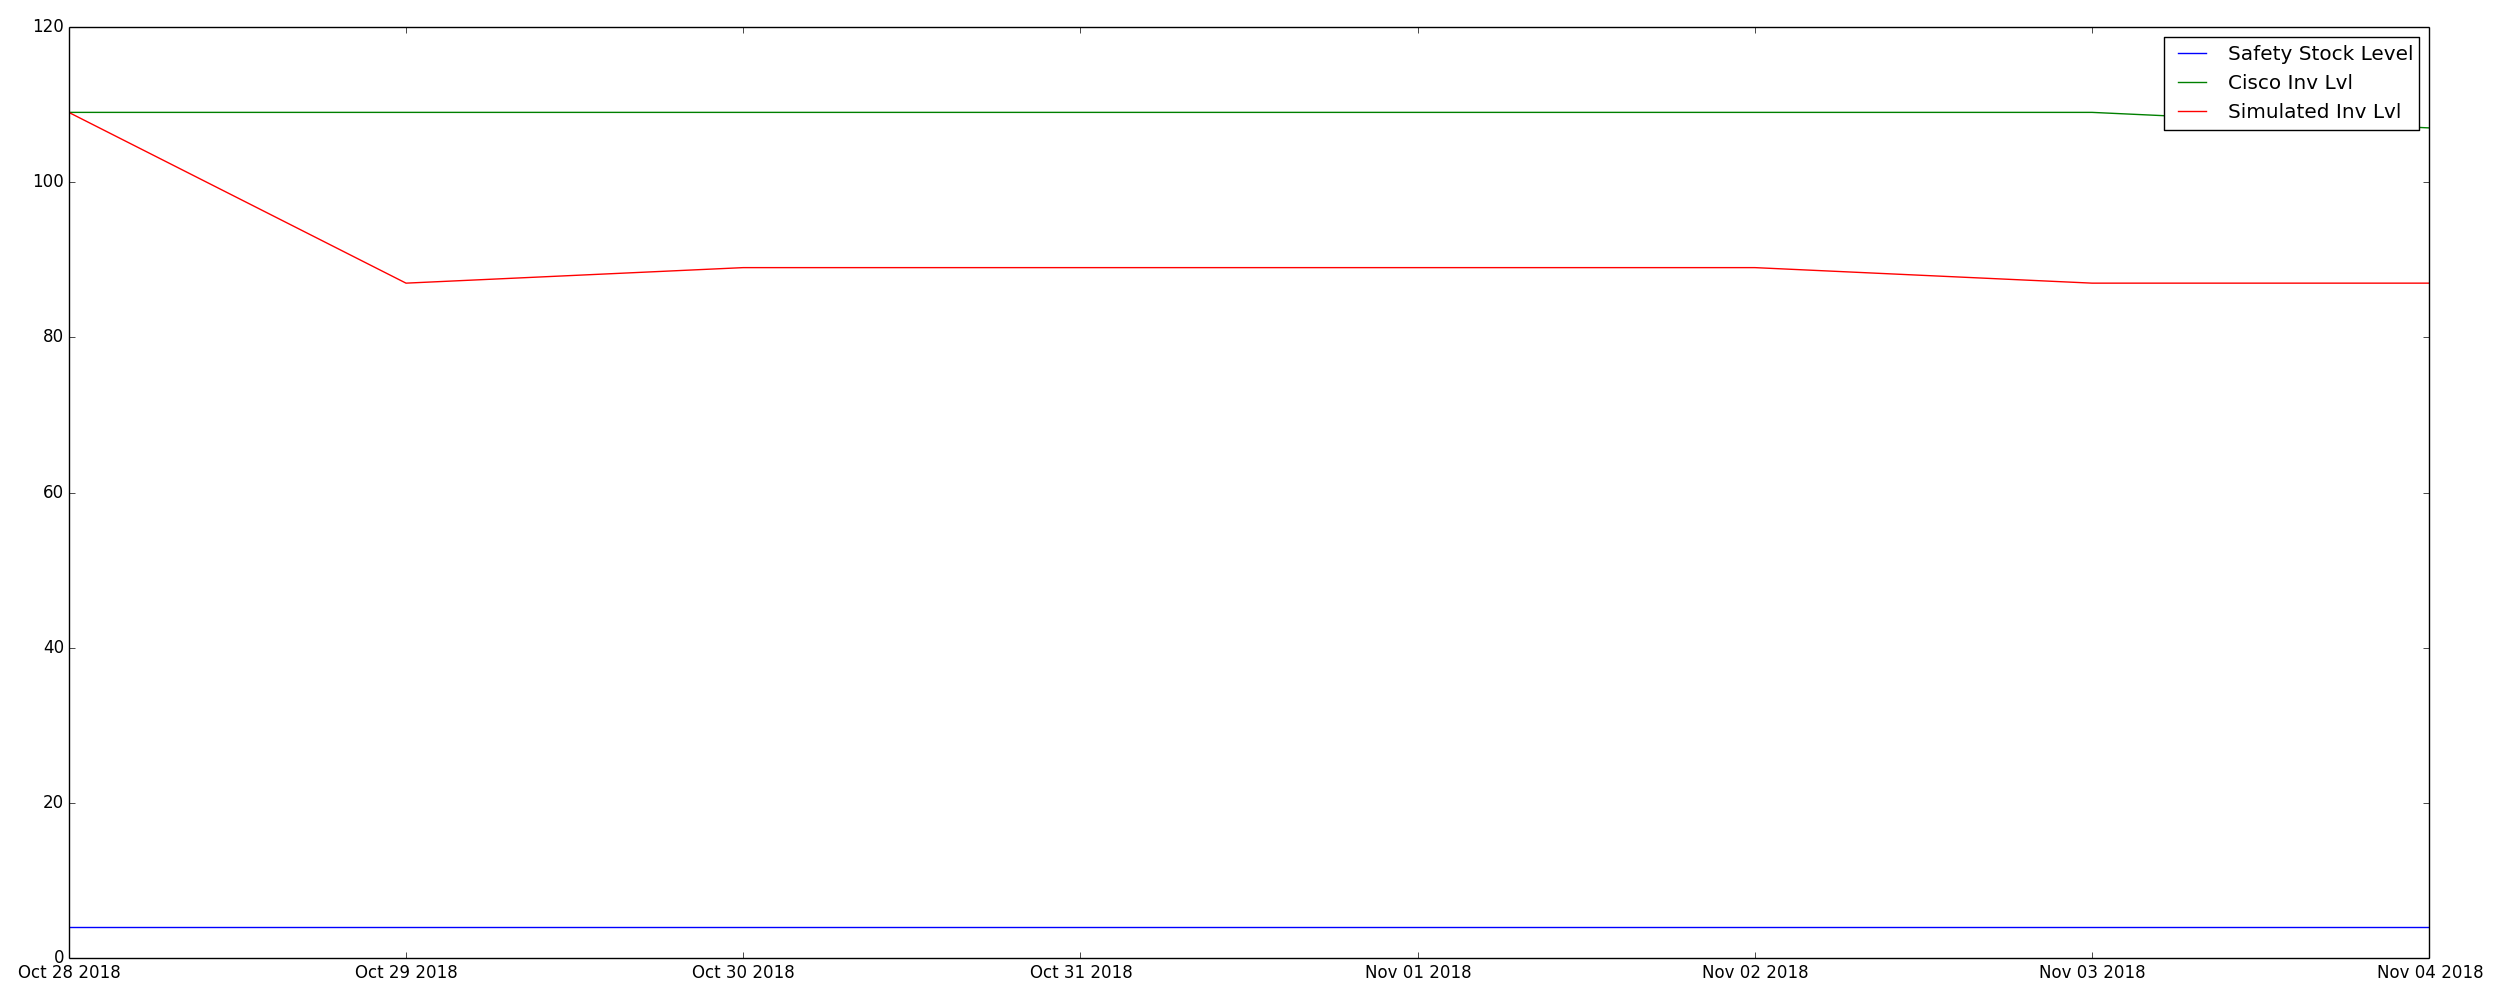 120
100
80
60
40
20
0
Safety Stock Level
Cisco Inv Lvl
Simulated Inv Lvl
Oct 28 2018 Oct 29 2018 Oct 30 2018 Oct 31 2018 Nov 01 2018 Nov 02 2018 Nov 03 2018 Nov 04 2018